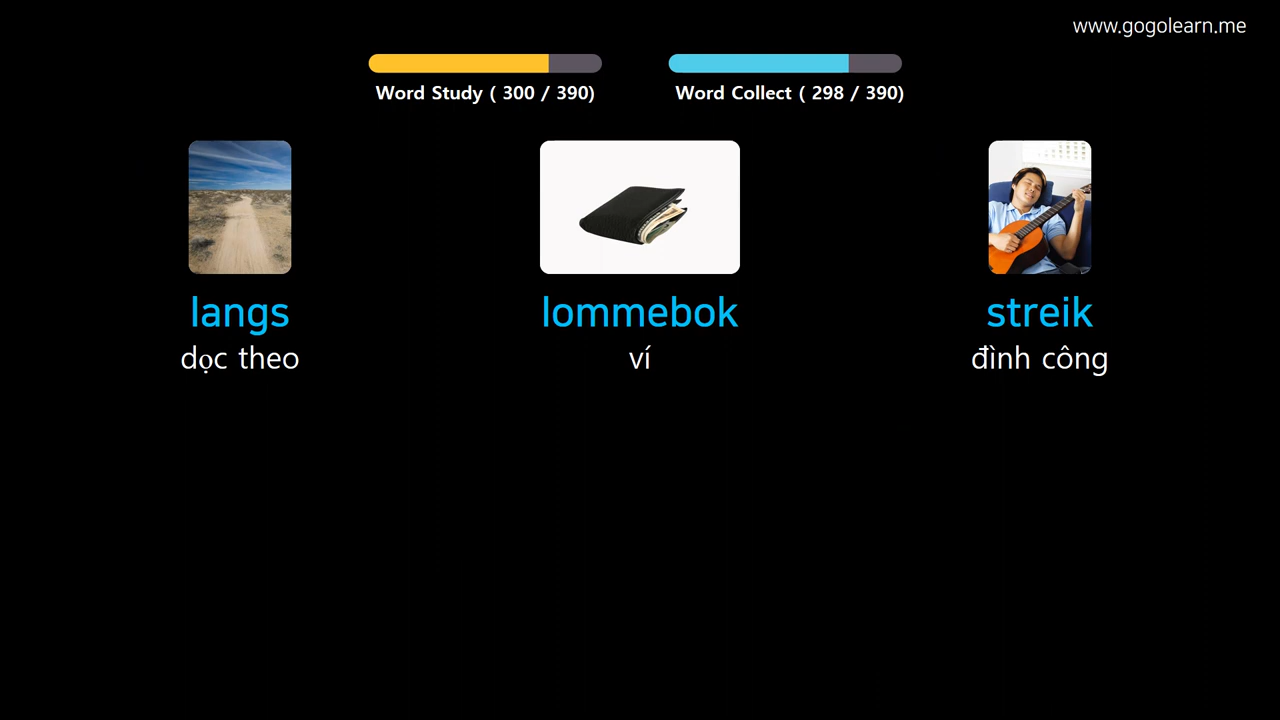 www.gogolearn.me
Word Study ( 300 / 390)
Word Collect ( 298 / 390)
langs
lommebok
streik
dọc theo
ví
đình công